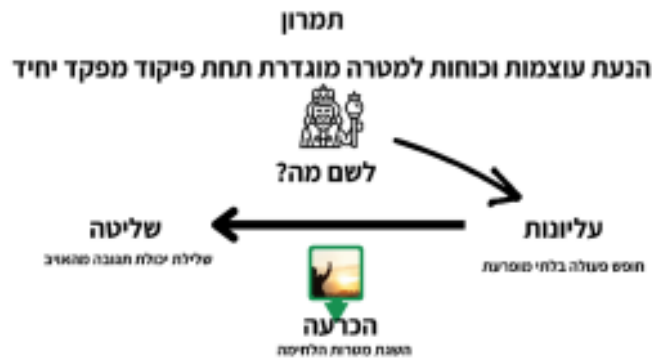 תמרון
הנעת עוצמות וכוחות למטרה מוגדרת תחת פיקוד מפקד יחיד
לשם מה?
עליונות
חופש פעולה בלתי מופרעת
שליטה
שלילת יכולת תגובה מהאויב
הכרעה
השגת מטרות הלחימה